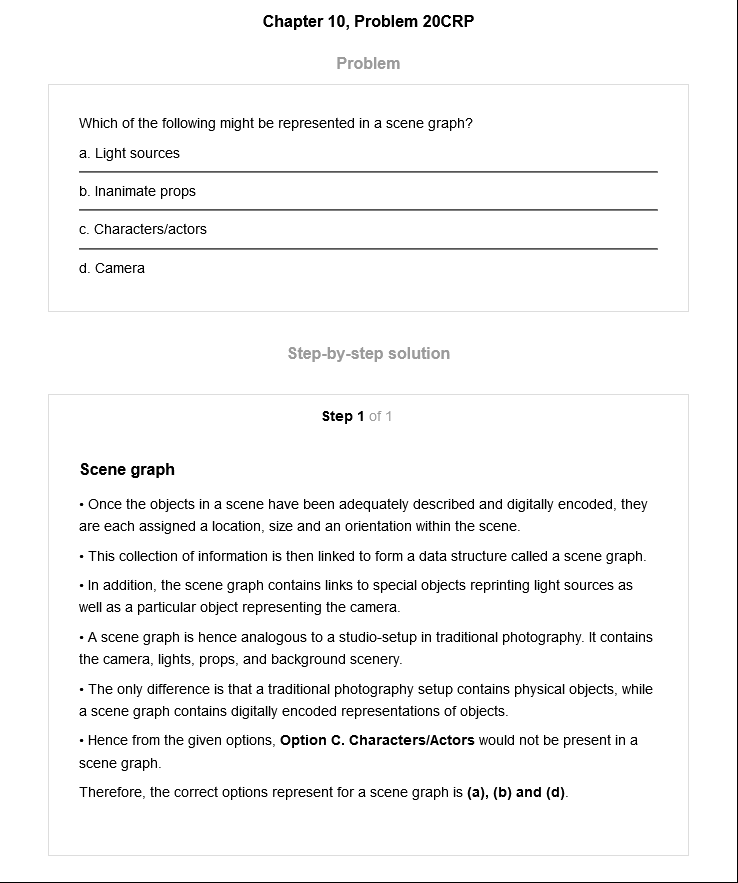 Chapter 10, Problem 20CRP
Problem
Which of the following might be represented in a scene graph?
a. Light sources
b. Inanimate props
c. Characters/actors
d. Camera
Step-by-step solution
Step 1 of 1
Scene graph
• Once the objects in a scene have been adequately described and digitally encoded, they
are each assigned a location, size and an orientation within the scene.
• This collection of information is then linked to form a data structure called a scene graph.
• In addition, the scene graph contains links to special objects reprinting light sources as
well as a particular object representing the camera.
• A scene graph is hence analogous to a studio-setup in traditional photography. It contains
the camera, lights, props, and background scenery.
• The only difference is that a traditional photography setup contains physical objects, while
a scene graph contains digitally encoded representations of objects.
• Hence from the given options, Option C. Characters/Actors would not be present in a
scene graph.
Therefore, the correct options represent for a scene graph is (a), (b) and (d).